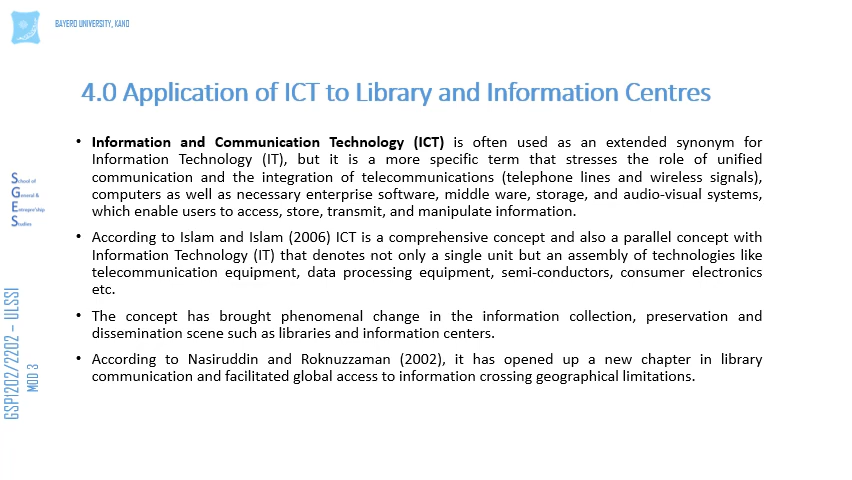 BAYERO UNIVERSITY, KANO
4.0 Application of ICT to Library and Information Centres
• Information and Communication Technology (ICT) is often used as an extended synonym for
Information Technology (IT), but it is a more specific term that stresses the role of unified
communication and the integration of telecommunications (telephone lines and wireless signals),
computers as well as necessary enterprise software, middle ware, storage, and audio-visual systems,
which enable users to access, store, transmit, and manipulate information.
• According to Islam and Islam (2006) ICT is a comprehensive concept and also a parallel concept with
Information Technology (IT) that denotes not only a single unit but an assembly of technologies like
telecommunication equipment, data processing equipment, semi-conductors, consumer electronics
etc.
• The concept has brought phenomenal change in the information collection, preservation and
dissemination scene such as libraries and information centers.
• According to Nasiruddin and Roknuzzaman (2002), it has opened up a new chapter in library
communication and facilitated global access to information crossing geographical limitations.
School of
General &
Entrepreneurship
Studies
GSP1202/2202 – ULSSI
MOD 3